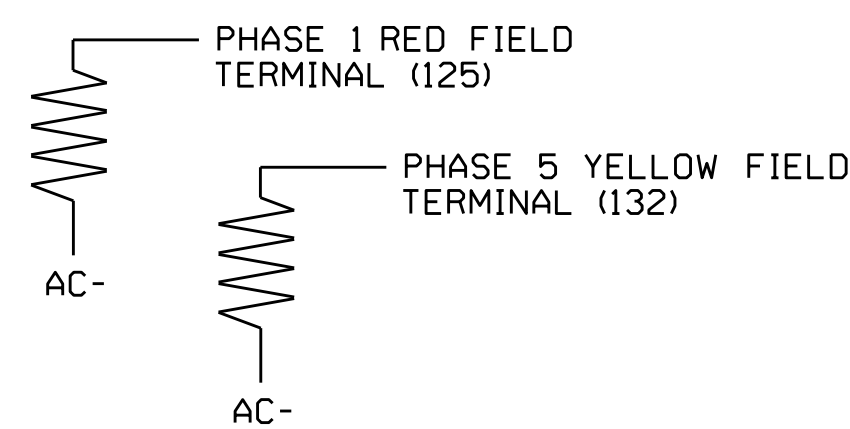 PHASE 1 RED FIELD
TERMINAL (125)
AC-
PHASE 5 YELLOW FIELD
TERMINAL (132)
AC-